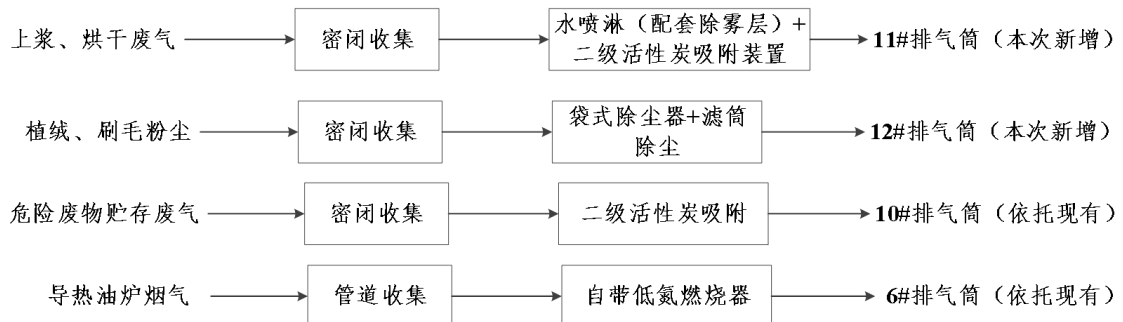 上浆、烘干废气
密闭收集
水喷淋（配套除雾层）+
二级活性炭吸附装置
11#排气筒（本次新增）
植绒、刷毛粉尘
密闭收集
袋式除尘器+滤筒
除尘
12#排气筒（本次新增）
危险废物贮存废气
密闭收集
二级活性炭吸附
10#排气筒（依托现有）
导热油炉烟气
管道收集
自带低氮燃烧器
6#排气筒（依托现有）